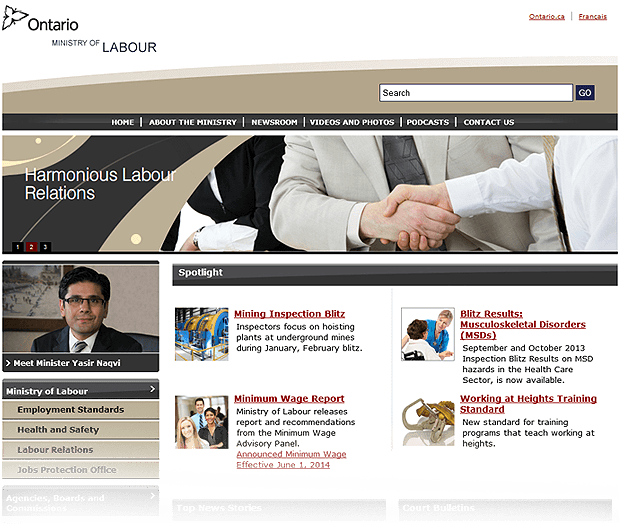 Ontario
MINISTRY OF LABOUR
Ontario.ca | Français
Search GO
HOME | ABOUT THE MINISTRY | NEWSROOM | VIDEOS AND PHOTOS | PODCASTS | CONTACT US
Harmonious Labour
Relations
1 2 3
> Meet Minister Yasir Naqvi
Ministry of Labour >
Employment Standards
Health and Safety
Labour Relations
Jobs Protection Office
Agencies, Boards and
Commissions
Spotlight
Mining Inspection Blitz
Inspectors focus on hoisting
plants at underground mines
during January, February blitz.
Blitz Results:
Musculoskeletal Disorders
(MSDs)
September and October 2013
Inspection Blitz Results on MSD
hazards in the Health Care
Sector, is now available.
Minimum Wage Report
Ministry of Labour releases
report and recommendations
from the Minimum Wage
Advisory Panel.
Announced Minimum Wage
Effective June 1, 2014
Working at Heights Training
Standard
New standard for training
programs that teach working at
heights.
Top News Stories
Court Bulletins